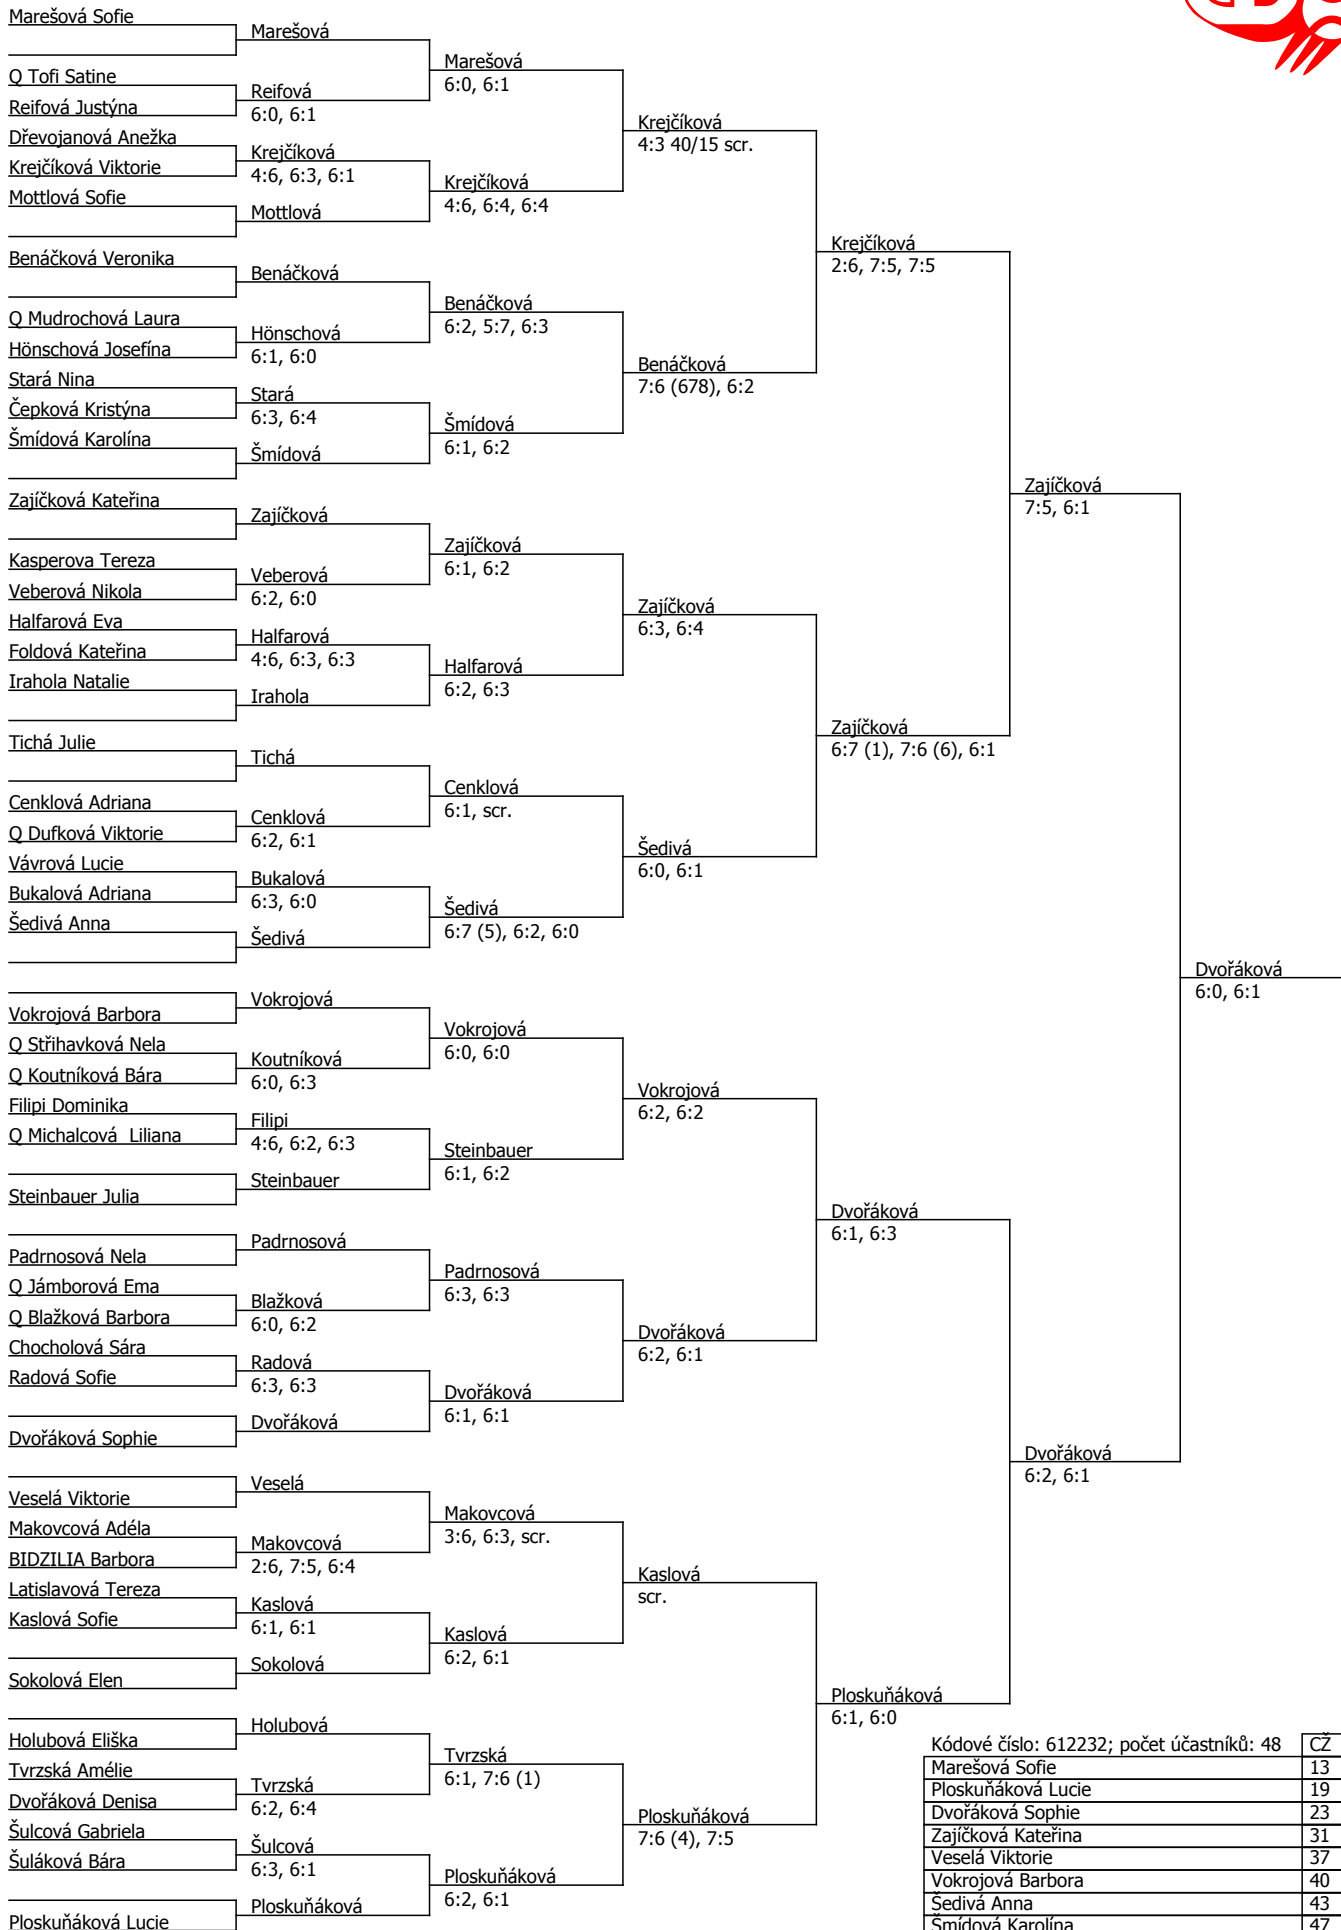 Marešová Sofie
Q Tofi Satine
Reifová Justýna
Dřevojanová Anežka
Krejčíková Viktorie
Mottlová Sofie
Benáčková Veronika
Q Mudrochová Laura
Hönschová Josefína
Stará Nina
Čepková Kristýna
Šmídová Karolína
Zajíčková Kateřina
Kasperova Tereza
Veberová Nikola
Halfarová Eva
Foldová Kateřina
Irahola Natalie
Tichá Julie
Cenklová Adriana
Q Dufková Viktorie
Vávrová Lucie
Bukalová Adriana
Šedivá Anna
Vokrojová Barbora
Q Střihavková Nela
Q Koutníková Bára
Filipi Dominika
Q Michalcová  Liliana
Steinbauer Julia
Padrnosová Nela
Q Jámborová Ema
Q Blažková Barbora
Chocholová Sára
Radová Sofie
Dvořáková Sophie
Veselá Viktorie
Makovcová Adéla
BIDZILIA Barbora
Latislavová Tereza
Kaslová Sofie
Sokolová Elen
Holubová Eliška
Tvrzská Amélie
Dvořáková Denisa
Šulcová Gabriela
Šuláková Bára
Ploskuňáková Lucie
Marešová
Reifová
6:0, 6:1
Krejčíková
4:6, 6:3, 6:1
Mottlová
Benáčková
Hönschová
6:1, 6:0
Stará
6:3, 6:4
Šmídová
Zajíčková
Veberová
6:2, 6:0
Halfarová
4:6, 6:3, 6:3
Irahola
Tichá
Cenklová
6:2, 6:1
Bukalová
6:3, 6:0
Šedivá
Vokrojová
Koutníková
6:0, 6:3
Filipi
4:6, 6:2, 6:3
Steinbauer
Padrnosová
Blažková
6:0, 6:2
Radová
6:3, 6:3
Dvořáková
Veselá
Makovcová
2:6, 7:5, 6:4
Kaslová
6:1, 6:1
Sokolová
Holubová
Tvrzská
6:2, 6:4
Šulcová
6:3, 6:1
Ploskuňáková
Marešová
6:0, 6:1
Krejčíková
4:6, 6:4, 6:4
Benáčková
6:2, 5:7, 6:3
Šmídová
6:1, 6:2
Zajíčková
6:1, 6:2
Halfarová
6:2, 6:3
Cenklová
6:1, scr.
Šedivá
6:7 (5), 6:2, 6:0
Vokrojová
6:0, 6:0
Steinbauer
6:1, 6:2
Padrnosová
6:3, 6:3
Dvořáková
6:1, 6:1
Makovcová
3:6, 6:3, scr.
Kaslová
6:2, 6:1
Tvrzská
6:1, 7:6 (1)
Ploskuňáková
6:2, 6:1
Krejčíková
4:3 40/15 scr.
Benáčková
7:6 (678), 6:2
Zajíčková
6:3, 6:4
Šedivá
6:0, 6:1
Vokrojová
6:2, 6:2
Dvořáková
6:2, 6:1
Kaslová
scr.
Ploskuňáková
7:6 (4), 7:5
Krejčíková
2:6, 7:5, 7:5
Zajíčková
6:7 (1), 7:6 (6), 6:1
Dvořáková
6:1, 6:3
Ploskuňáková
6:1, 6:0
Zajíčková
7:5, 6:1
Dvořáková
6:2, 6:1
Dvořáková
6:0, 6:1
Kódové číslo: 612232; počet účastníků: 48 CŽ
Marešová Sofie 13
Ploskuňáková Lucie 19
Dvořáková Sophie 23
Zajíčková Kateřina 31
Veselá Viktorie 37
Vokrojová Barbora 40
Šedivá Anna 43
Šmídová Karolína 47